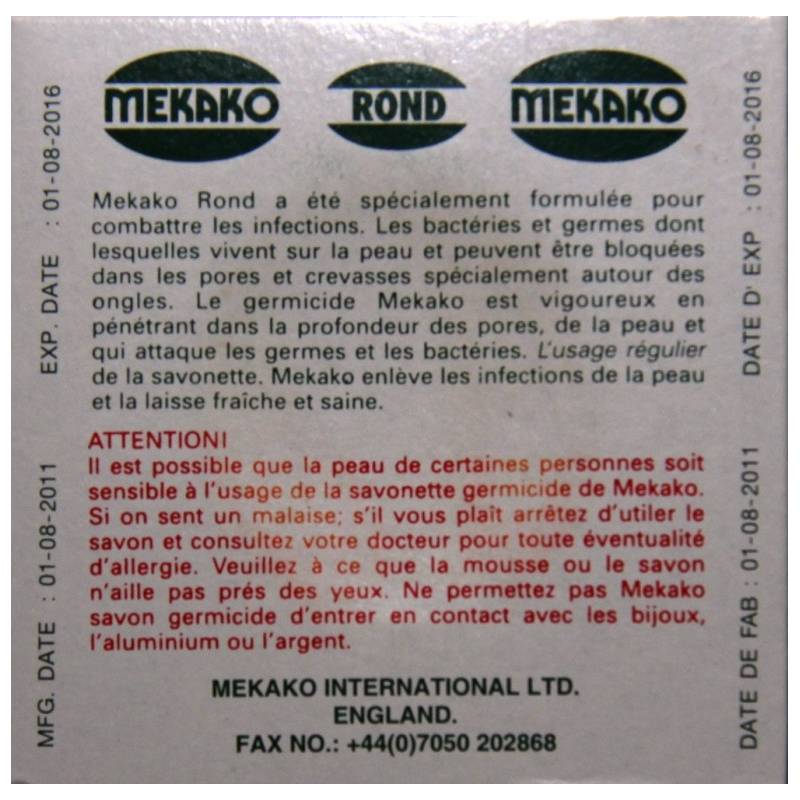 MEKAKO ROND MEKAKO
Mekako Rond a été spécialement formulée pour
combattre les infections. Les bactéries et germes dont
lesquelles vivent sur la peau et peuvent être bloquées
dans les pores et crevasses spécialement autour des
ongles. Le germicide Mekako est vigoureux en
pénétrant dans la profondeur des pores, de la peau et
qui attaque les germes et les bactéries. L'usage régulier
de la savonette. Mekako enlève les infections de la peau
et la laisse fraîche et saine.
ATTENTION!
Il est possible que la peau de certaines personnes soit
sensible à l'usage de la savonette germicide de Mekako.
Si on sent un malaise; s'il vous plaît arrêtez d'utiler le
savon et consultez votre docteur pour toute éventualité
d'allergie. Veuillez à ce que la mousse ou le savon
n'aille pas prés des yeux. Ne permettez pas Mekako
savon germicide d'entrer en contact avec les bijoux,
l'aluminium ou l'argent.
MEKAKO INTERNATIONAL LTD.
ENGLAND.
FAX NO.: +44(0)7050 202868
MFG. DATE : 01-08-2011 EXP. DATE : 01-08-2016
DATE DE FAB : 01-08-2011 DATE D' EXP : 01-08-2016